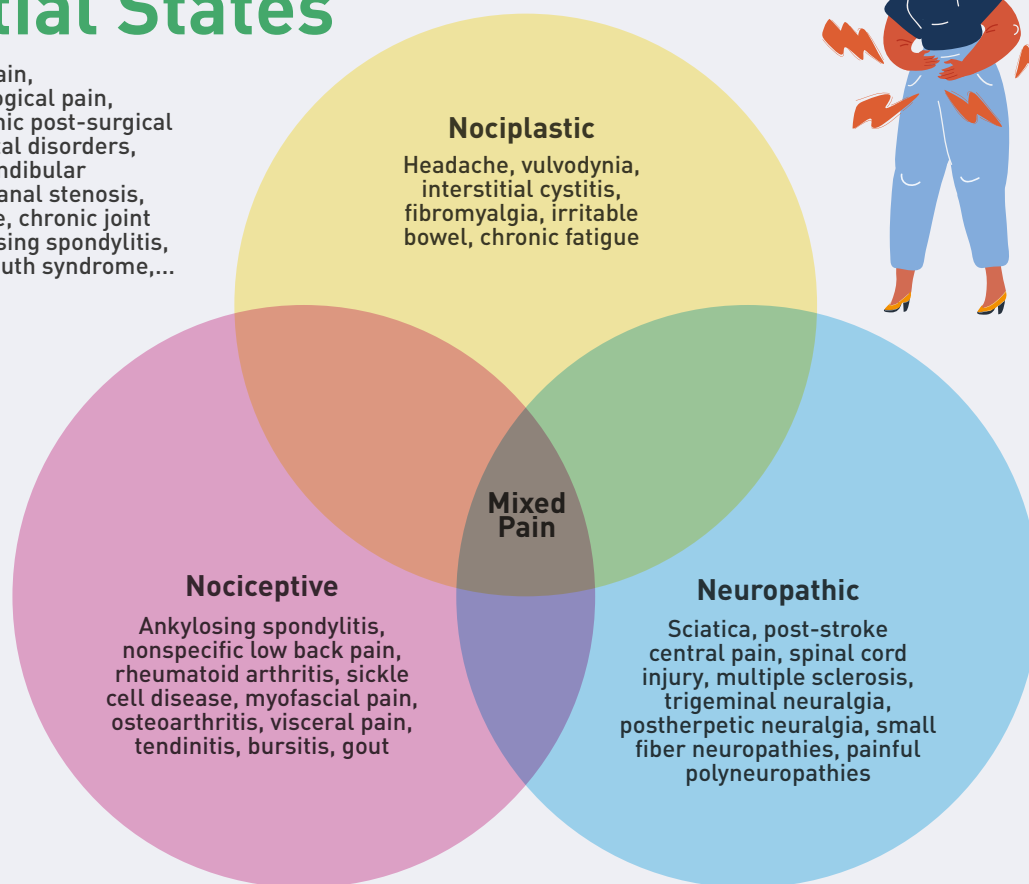 tial States
ain,
ogical pain,
nic post-surgical
tal disorders,
ndibular
anal stenosis,
e, chronic joint
sing spondylitis,
uth syndrome,...
Nociplastic
Headache, vulvodynia,
interstitial cystitis,
fibromyalgia, irritable
bowel, chronic fatigue
Mixed
Pain
Nociceptive
Ankylosing spondylitis,
nonspecific low back pain,
rheumatoid arthritis, sickle
cell disease, myofascial pain,
osteoarthritis, visceral pain,
tendinitis, bursitis, gout
Neuropathic
Sciatica, post-stroke
central pain, spinal cord
injury, multiple sclerosis,
trigeminal neuralgia,
postherpetic neuralgia, small
fiber neuropathies, painful
polyneuropathies